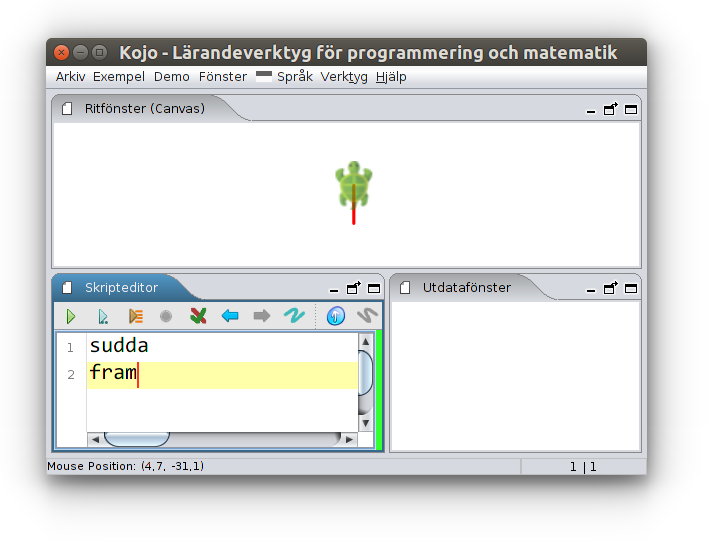 Kojo - Lärandeverktyg för programmering och matematik
Arkiv Exempel Demo Fönster Språk Verktyg Hjälp
Ritfönster (Canvas)
Skripteditor
Utdatafönster
1 sudda
2 fram
Mouse Position: (4,7, -31,1)
1 | 1